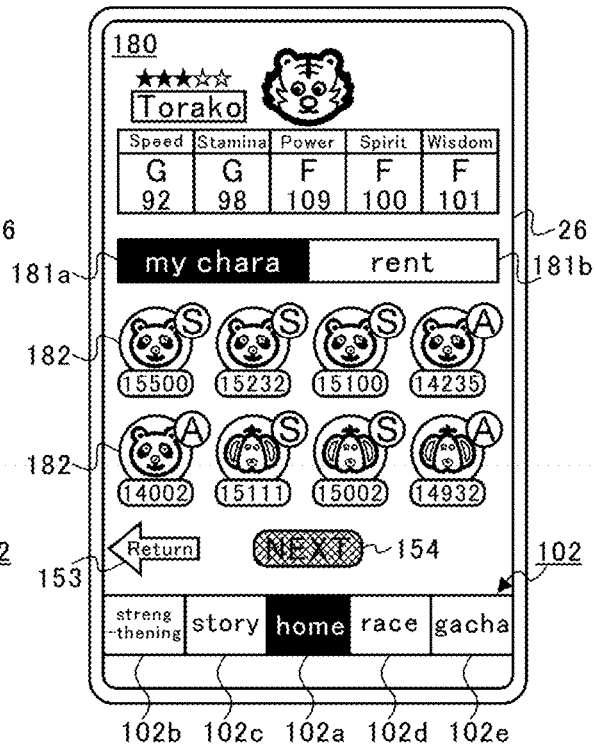 180
★★★☆☆
Torako
Speed Stamina Power Spirit Wisdom
G G F F F
92 98 109 100 101
6
26
my chara rent
181a
181b
S S S A
182
15500 15232 15100 14235
A S S A
182
14002 15111 15002 14932
2
Return
NEXT
154
102
153
streng
-thening
story home race gacha
102b 102c 102a 102d 102e